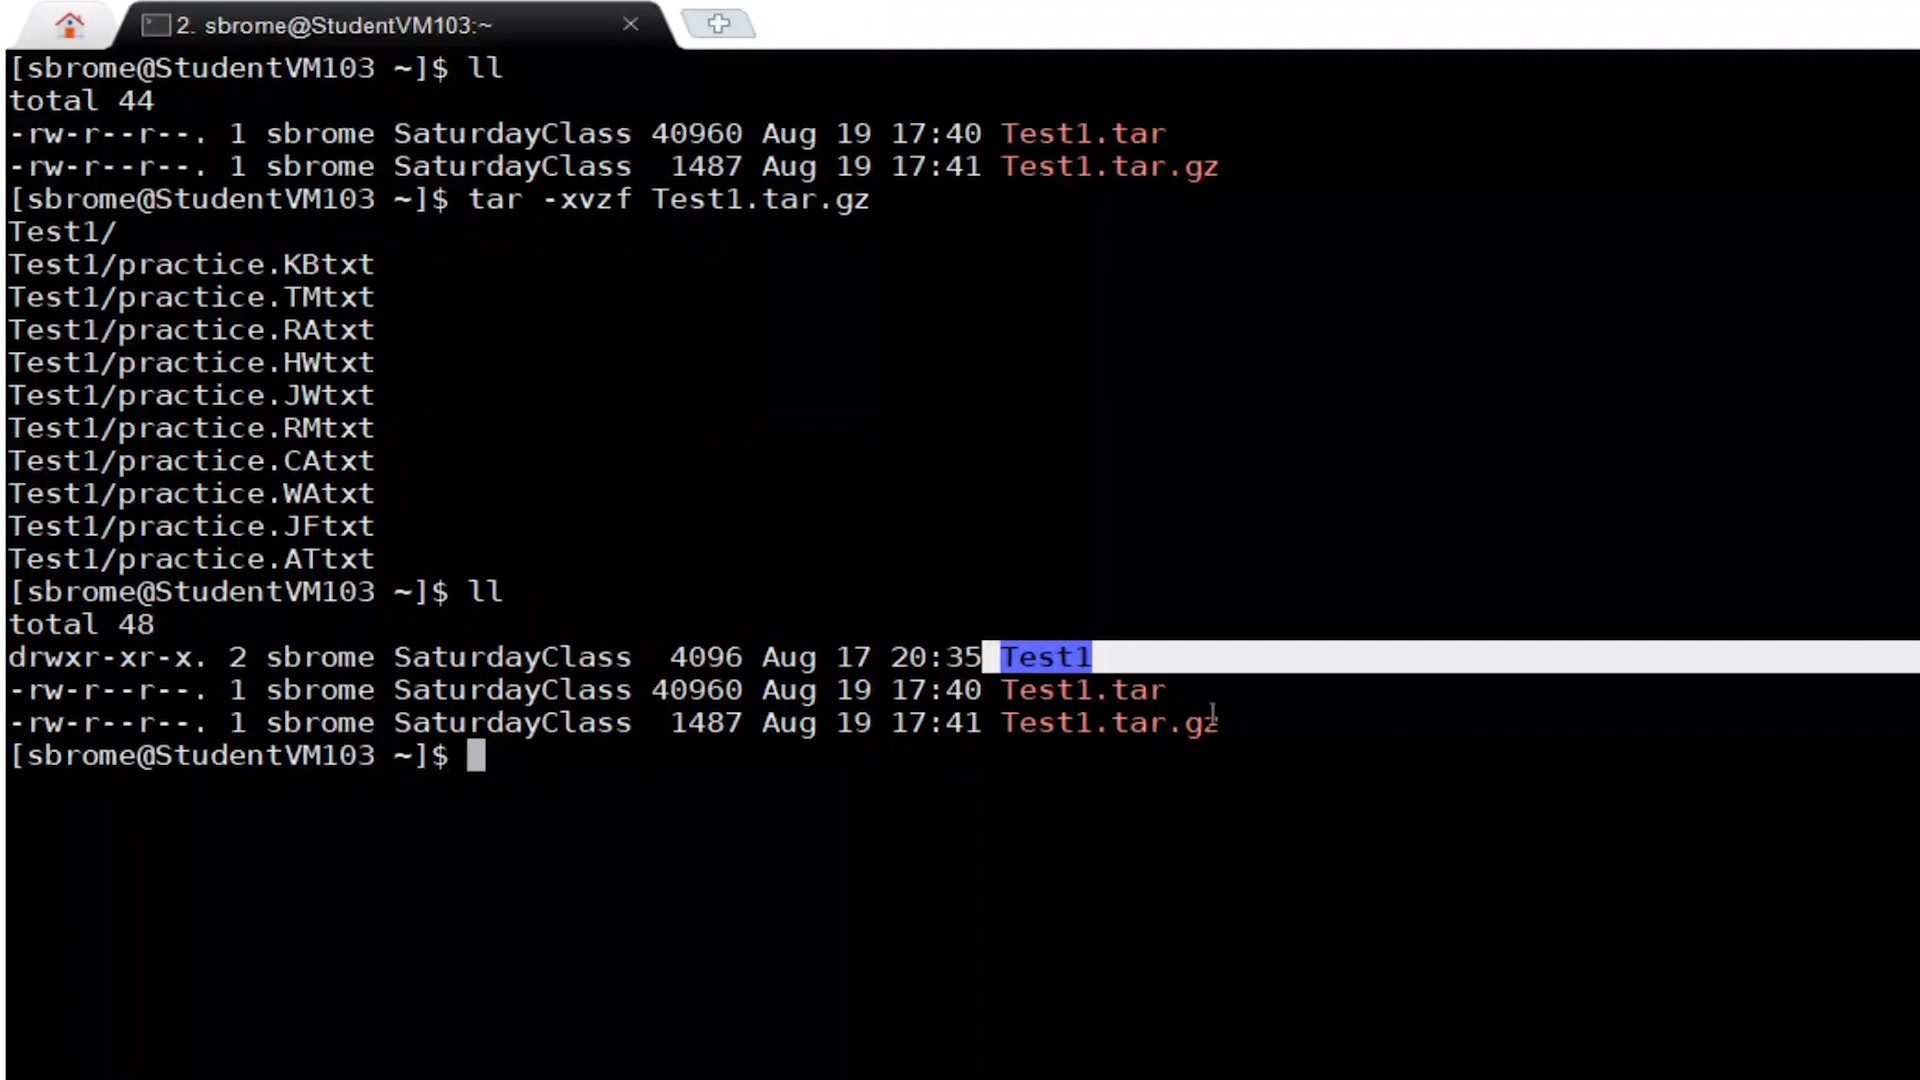 2. sbrome@StudentVM103:~
[sbrome@StudentVM103 ~]$ ll
total 44
-rw-r--r--. 1 sbrome SaturdayClass 40960 Aug 19 17:40 Test1.tar
-rw-r--r--. 1 sbrome SaturdayClass  1487 Aug 19 17:41 Test1.tar.gz
[sbrome@StudentVM103 ~]$ tar -xvzf Test1.tar.gz
Test1/
Test1/practice.KBtxt
Test1/practice.TMtxt
Test1/practice.RAtxt
Test1/practice.HWtxt
Test1/practice.JWtxt
Test1/practice.RMtxt
Test1/practice.CAtxt
Test1/practice.WAtxt
Test1/practice.JFtxt
Test1/practice.ATtxt
[sbrome@StudentVM103 ~]$ ll
total 48
drwxr-xr-x. 2 sbrome SaturdayClass  4096 Aug 17 20:35 Test1
-rw-r--r--. 1 sbrome SaturdayClass 40960 Aug 19 17:40 Test1.tar
-rw-r--r--. 1 sbrome SaturdayClass  1487 Aug 19 17:41 Test1.tar.gz
[sbrome@StudentVM103 ~]$